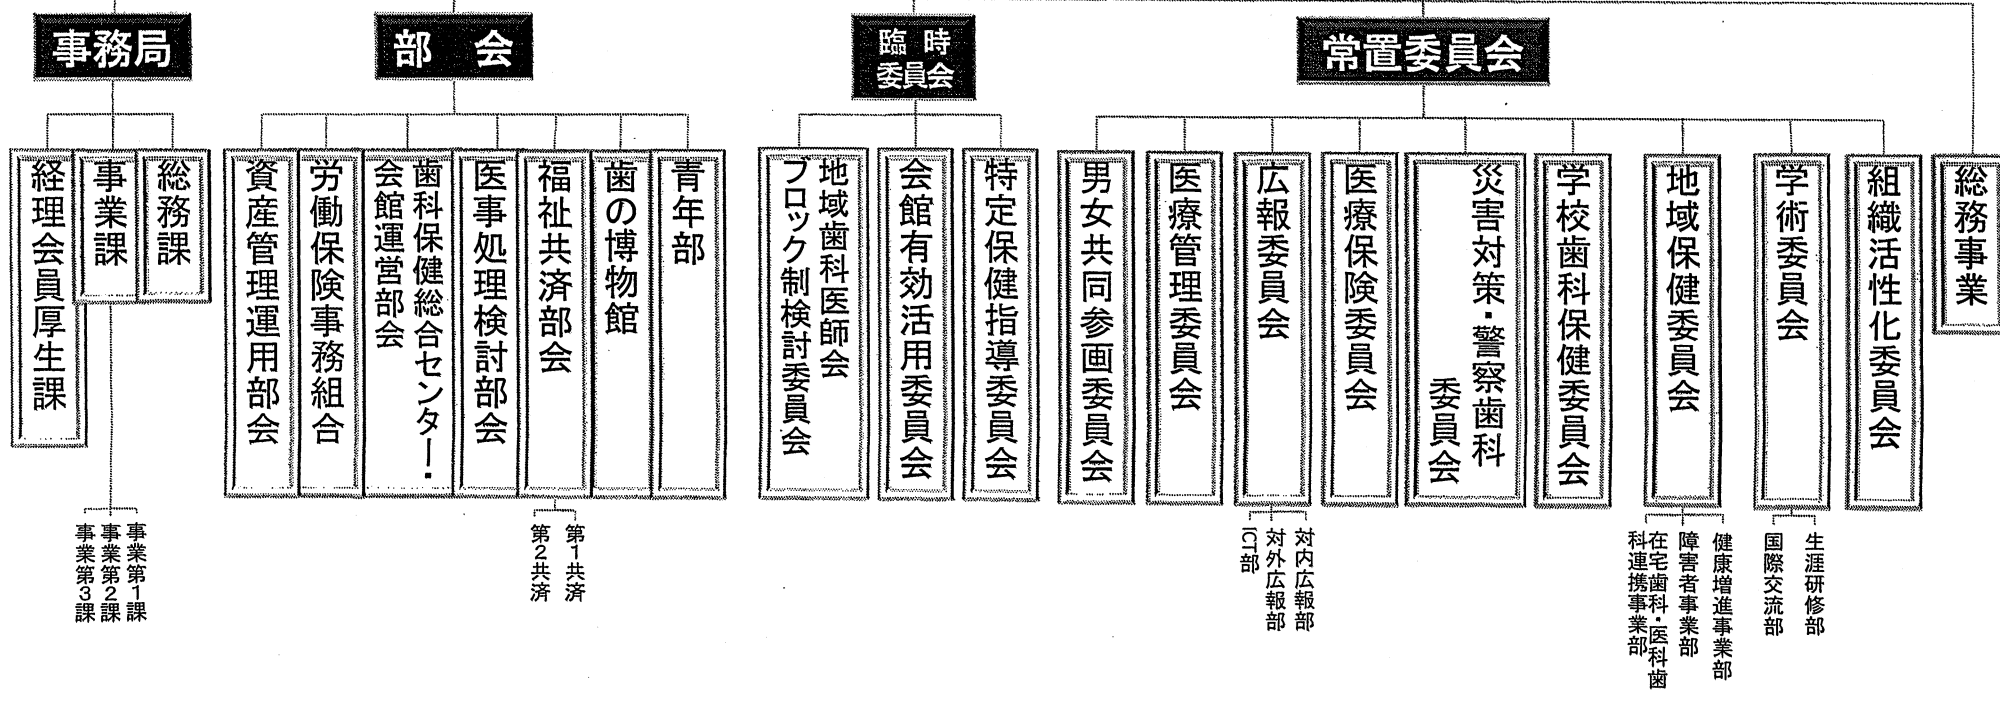 事務局
部 会
臨 時
委員会
常置委員会
総務事業
組織活性化委員会
学術委員会
生涯研修部
国際交流部
地域保健委員会
健康増進事業部
障害者事業部
在宅歯科・医科歯
科連携事業部
学校歯科保健委員会
災害対策・警察歯科
委員会
医療保険委員会
広報委員会
対内広報部
対外広報部
ICT部
医療管理委員会
男女共同参画委員会
特定保健指導委員会
会館有効活用委員会
地域歯科医師会
ブロック制検討委員会
青年部
歯の博物館
福祉共済部会
第1共済
第2共済
医事処理検討部会
歯科保健総合センター・
会館運営部会
労働保険事務組合
資産管理運用部会
総務課
事業課
事業第1課
事業第2課
事業第3課
経理会員厚生課